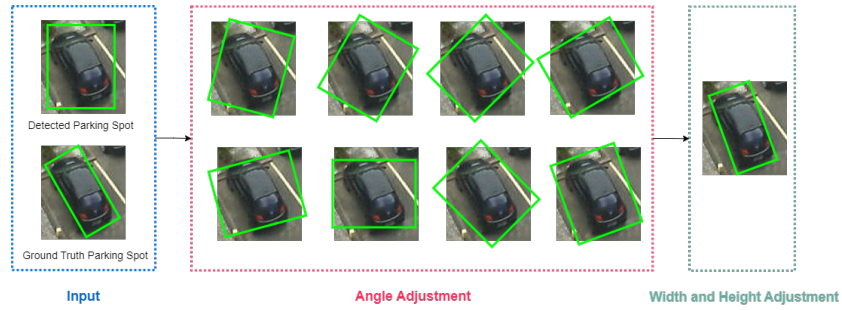 Detected Parking Spot
Ground Truth Parking Spot
Input
Angle Adjustment
Width and Height Adjustment